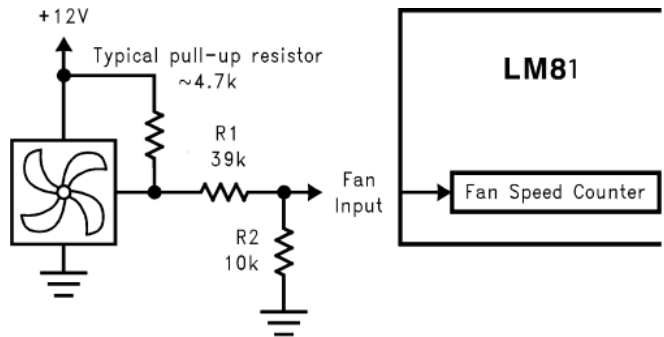 +12V
Typical pull-up resistor
~4.7k
LM81
R1
39k
Fan
Input
Fan Speed Counter
R2
10k